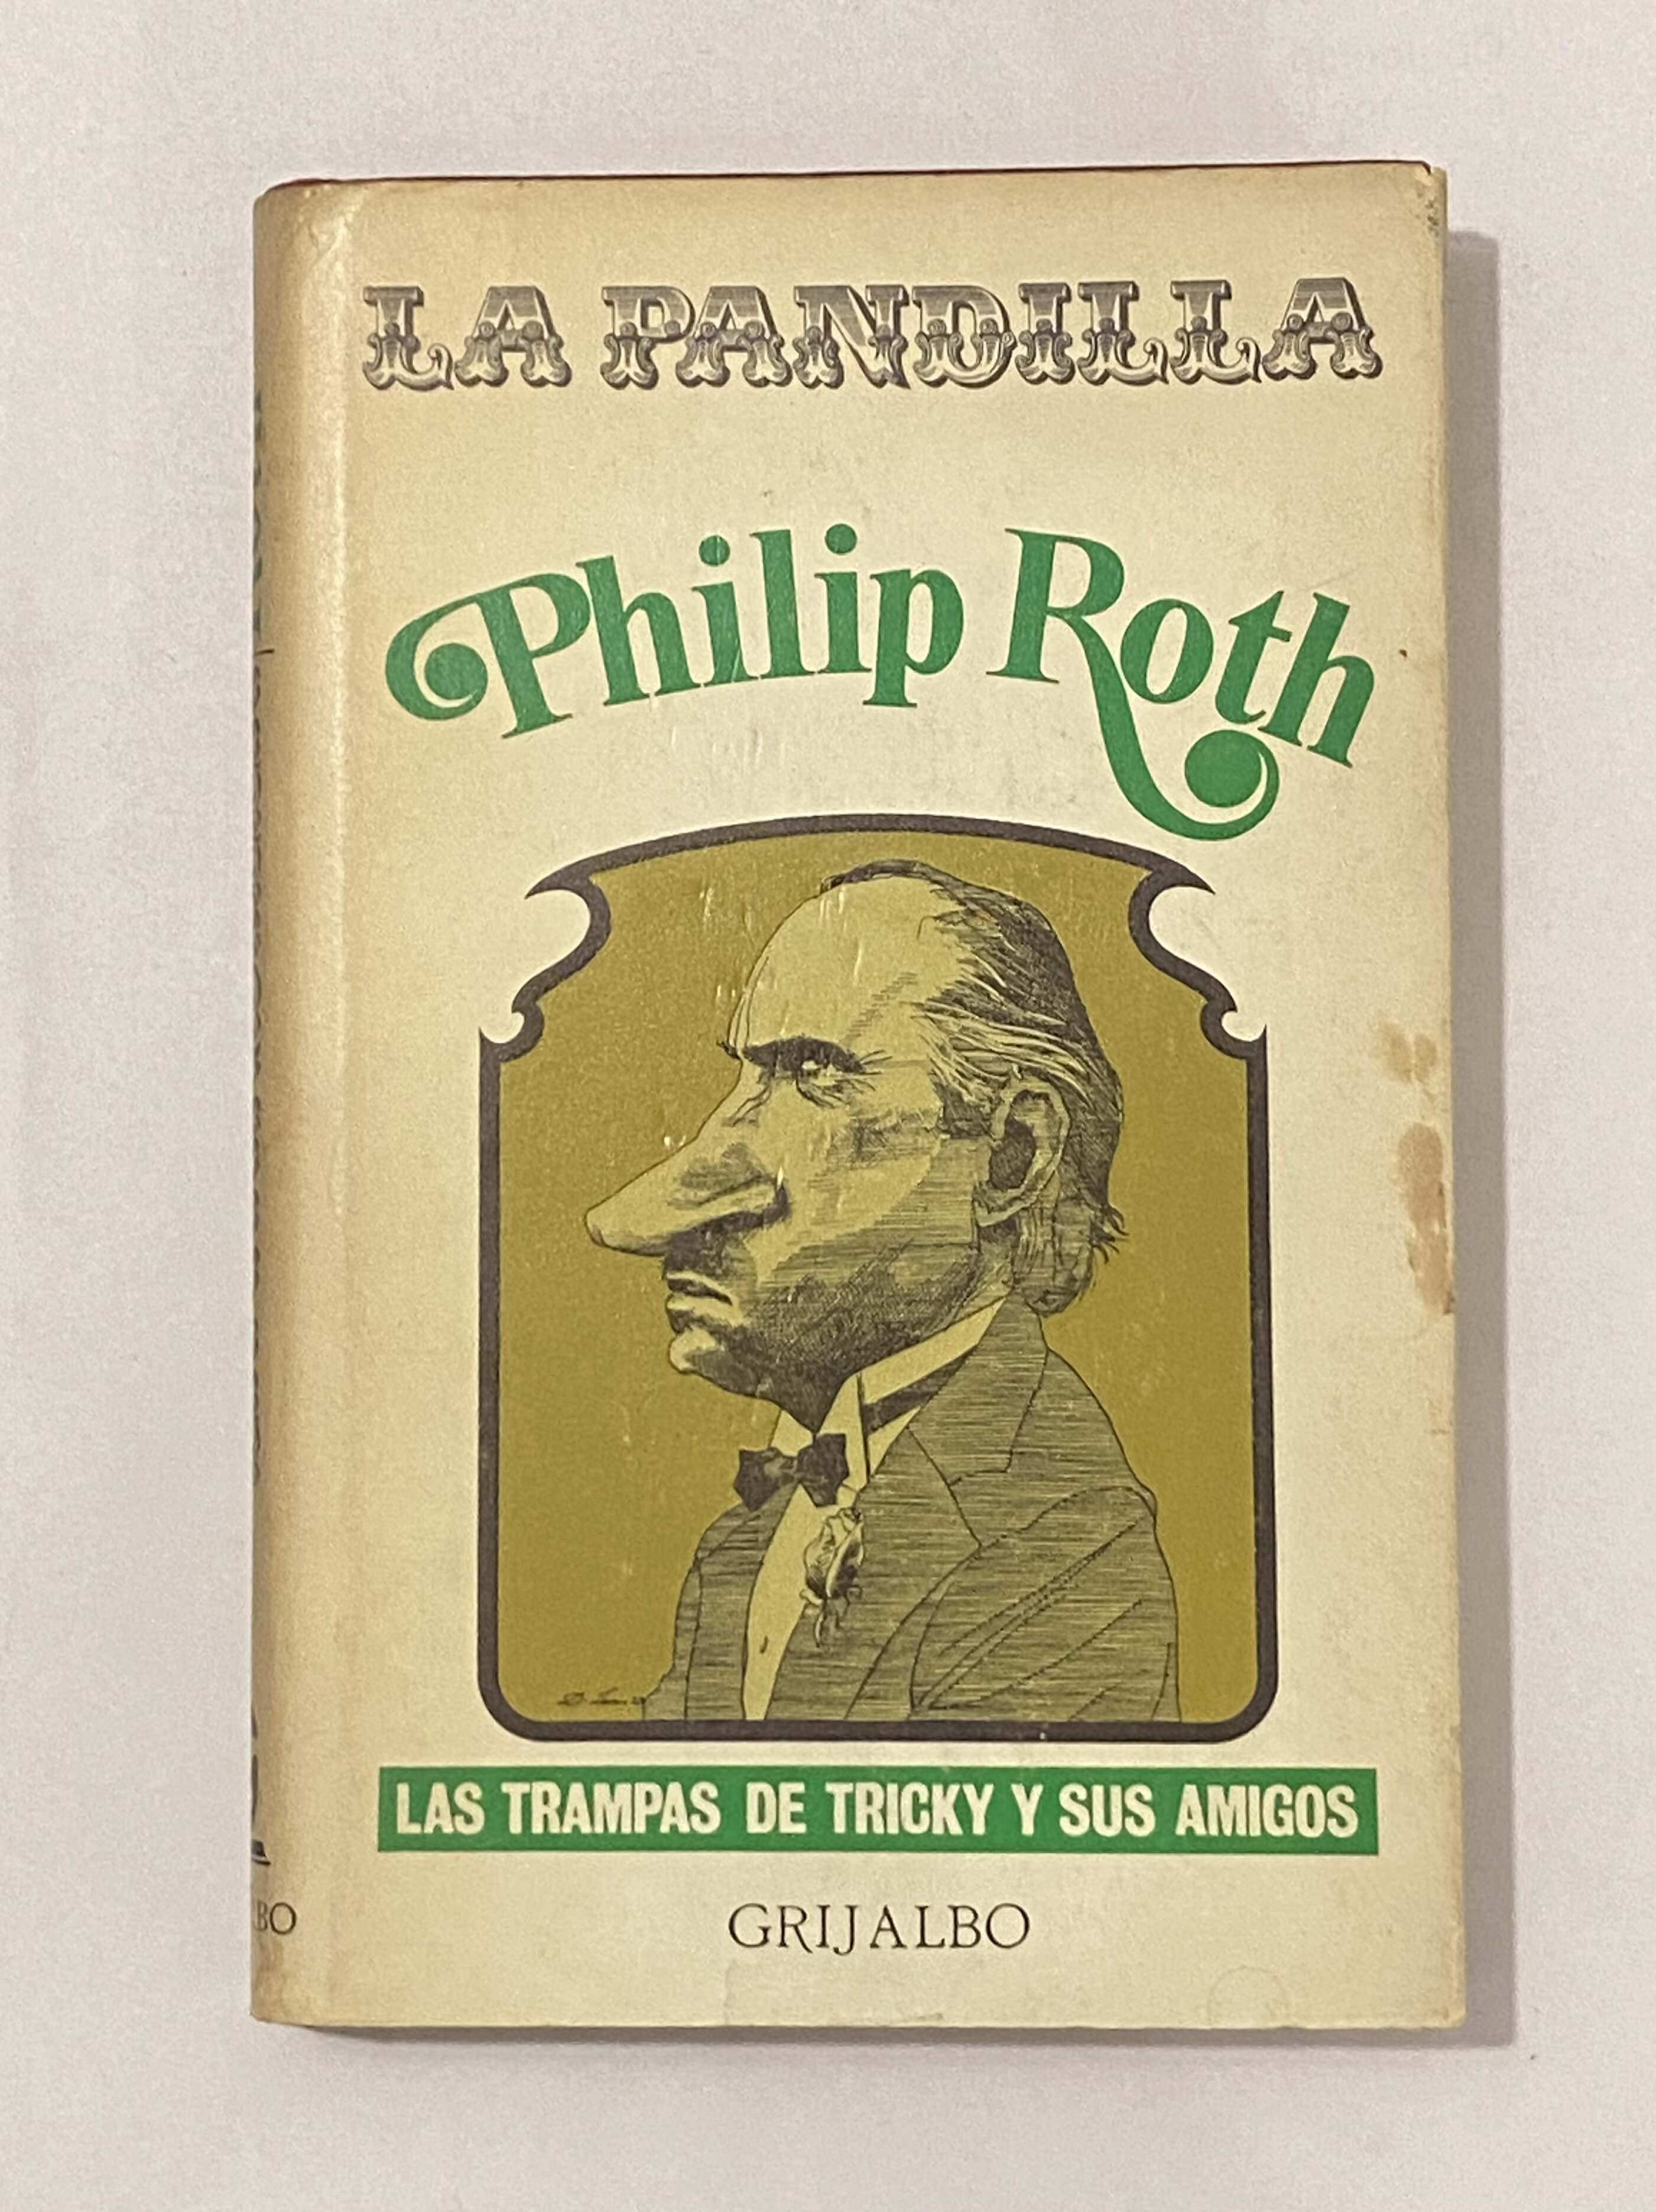 LA PANDILLA
Philip Roth
LAS TRAMPAS DE TRICKY Y SUS AMIGOS
GRIJALBO